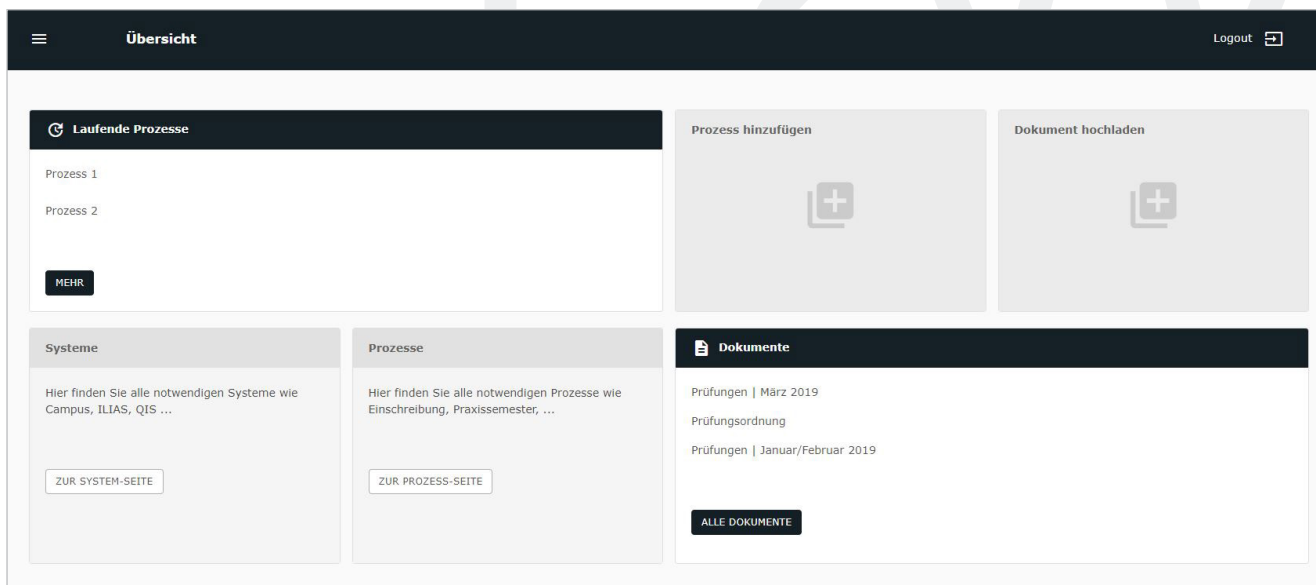 Übersicht
Logout
Laufende Prozesse
Prozess 1
Prozess 2
MEHR
Prozess hinzufügen
Dokument hochladen
Systeme
Hier finden Sie alle notwendigen Systeme wie
Campus, ILIAS, QIS ...
ZUR SYSTEM-SEITE
Prozesse
Hier finden Sie alle notwendigen Prozesse wie
Einschreibung, Praxissemester, ...
ZUR PROZESS-SEITE
Dokumente
Prüfungen | März 2019
Prüfungsordnung
Prüfungen | Januar/Februar 2019
ALLE DOKUMENTE